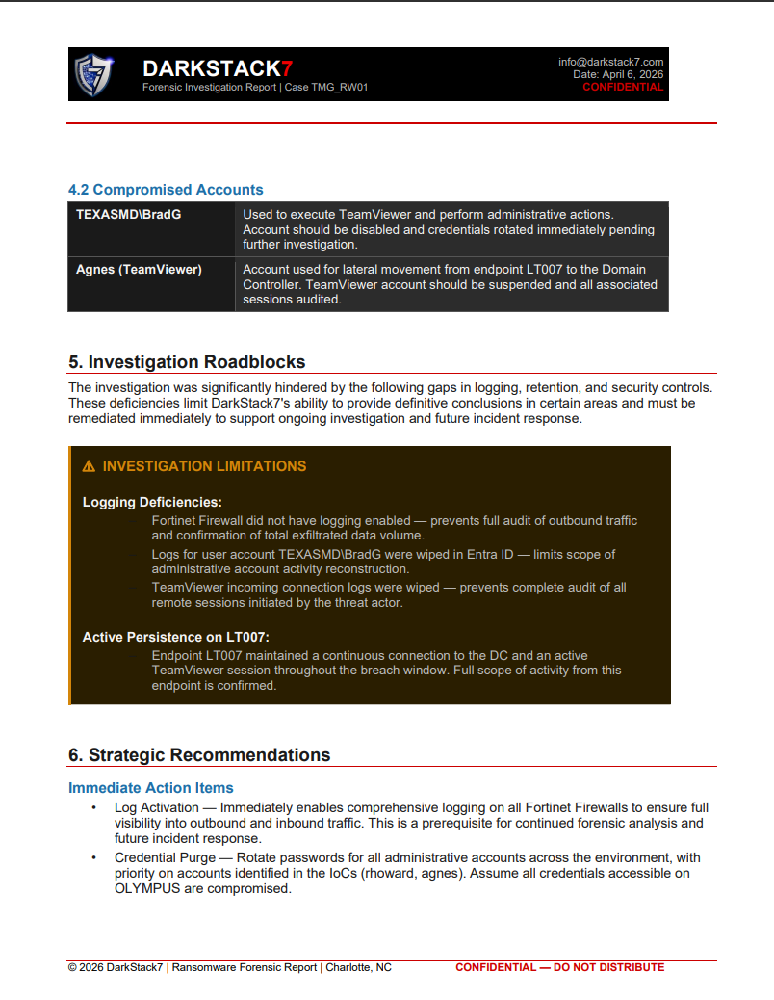 DARKSTACK7
Forensic Investigation Report | Case TMG_RW01
info@darkstack7.com
Date: April 6, 2026
CONFIDENTIAL
4.2 Compromised Accounts
TEXASMD\BradG
Used to execute TeamViewer and perform administrative actions.
Account should be disabled and credentials rotated immediately pending
further investigation.
Agnes (TeamViewer)
Account used for lateral movement from endpoint LT007 to the Domain
Controller. TeamViewer account should be suspended and all associated
sessions audited.
5. Investigation Roadblocks
The investigation was significantly hindered by the following gaps in logging, retention, and security controls.
These deficiencies limit DarkStack7's ability to provide definitive conclusions in certain areas and must be
remediated immediately to support ongoing investigation and future incident response.
⚠ INVESTIGATION LIMITATIONS
Logging Deficiencies:
Fortinet Firewall did not have logging enabled — prevents full audit of outbound traffic
and confirmation of total exfiltrated data volume.
Logs for user account TEXASMD\BradG were wiped in Entra ID — limits scope of
administrative account activity reconstruction.
TeamViewer incoming connection logs were wiped — prevents complete audit of all
remote sessions initiated by the threat actor.
Active Persistence on LT007:
Endpoint LT007 maintained a continuous connection to the DC and an active
TeamViewer session throughout the breach window. Full scope of activity from this
endpoint is confirmed.
6. Strategic Recommendations
Immediate Action Items
• Log Activation — Immediately enables comprehensive logging on all Fortinet Firewalls to ensure full
visibility into outbound and inbound traffic. This is a prerequisite for continued forensic analysis and
future incident response.
• Credential Purge — Rotate passwords for all administrative accounts across the environment, with
priority on accounts identified in the IoCs (rhoward, agnes). Assume all credentials accessible on
OLYMPUS are compromised.
© 2026 DarkStack7 | Ransomware Forensic Report | Charlotte, NC
CONFIDENTIAL — DO NOT DISTRIBUTE